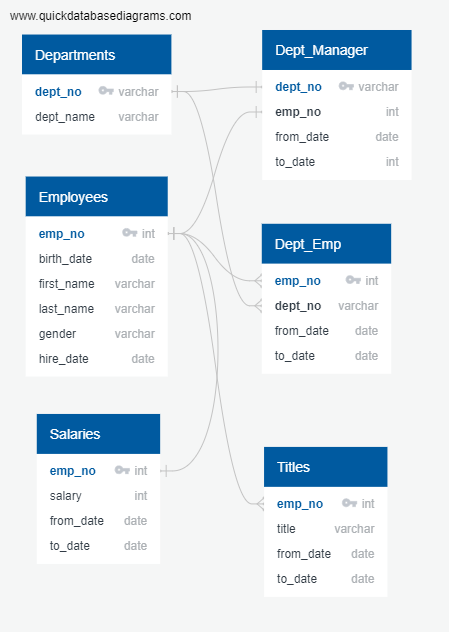 www.quickdatabasediagrams.com
Departments
dept_no varchar
dept_name varchar
Dept_Manager
dept_no varchar
emp_no int
from_date date
to_date int
Employees
emp_no int
birth_date date
first_name varchar
last_name varchar
gender varchar
hire_date date
Dept_Emp
emp_no int
dept_no varchar
from_date date
to_date date
Salaries
emp_no int
salary int
from_date date
to_date date
Titles
emp_no int
title varchar
from_date date
to_date date